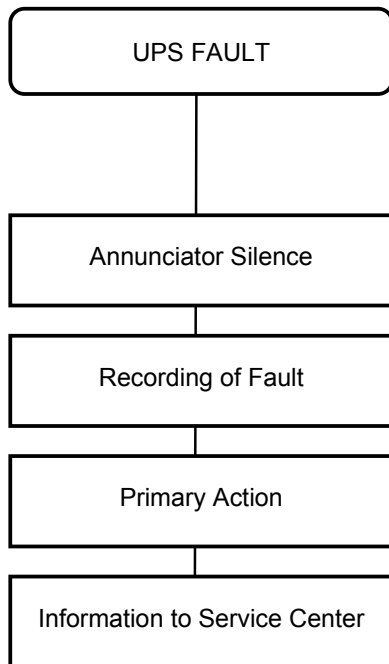 UPS FAULT
Annunciator Silence
Recording of Fault
Primary Action
Information to Service Center